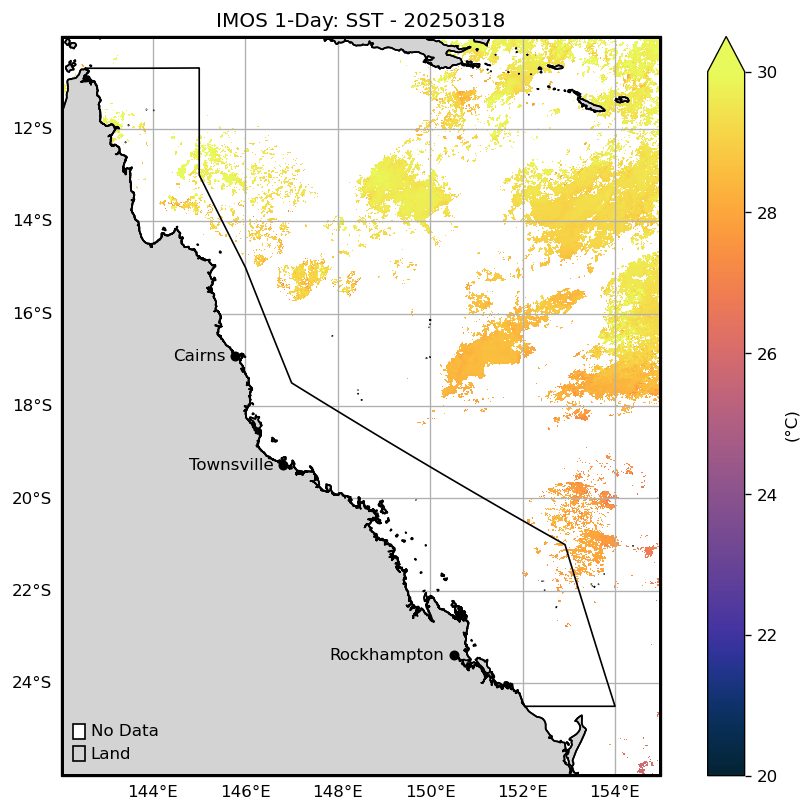 IMOS 1-Day: SST - 20250318
12°S
14°S
16°S
18°S
20°S
22°S
24°S
Cairns
Townsville
Rockhampton
No Data
Land
144°E
146°E
148°E
150°E
152°E
154°E
30
28
26
24
22
20
(°C)